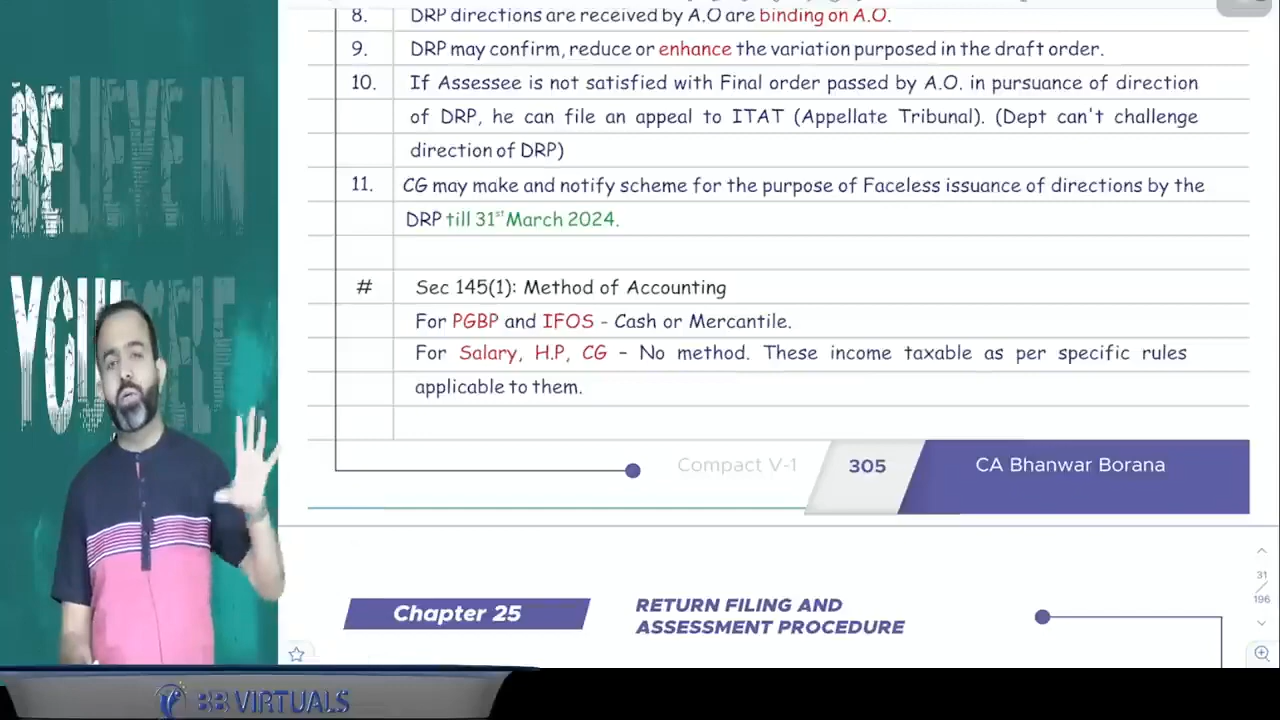 BELIEVE IN
8. DRP directions are received by A.O are binding on A.O.
9. DRP may confirm, reduce or enhance the variation purposed in the draft order.
10. If Assessee is not satisfied with Final order passed by A.O. in pursuance of direction
of DRP, he can file an appeal to ITAT (Appellate Tribunal). (Dept can't challenge
direction of DRP)
11. CG may make and notify scheme for the purpose of Faceless issuance of directions by the
DRP till 31st March 2024.
# Sec 145(1): Method of Accounting
For PGBP and IFOS - Cash or Mercantile.
For Salary, H.P, CG - No method. These income taxable as per specific rules
applicable to them.
Compact V-1 305 CA Bhanwar Borana
Chapter 25 RETURN FILING AND
ASSESSMENT PROCEDURE
31
196
BB VIRTUALS